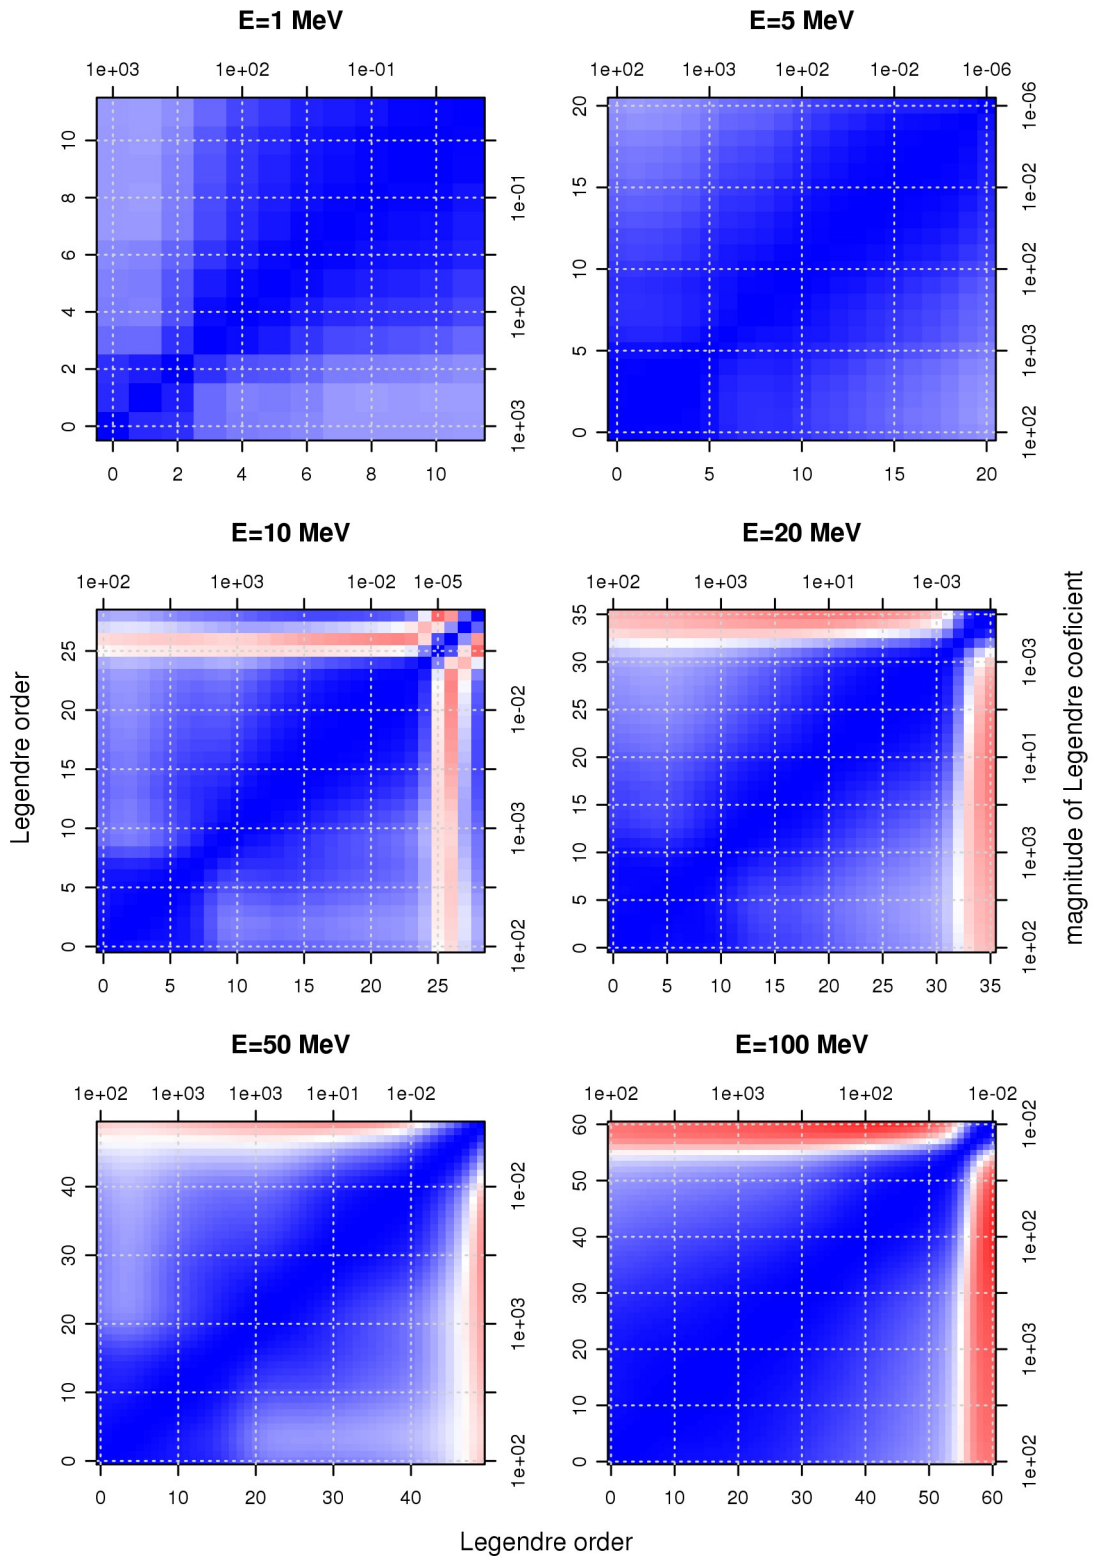 E=1 MeV
1e+03 1e+02 1e-01
0 2 4 6 8 10
0 2 4 6 8 10
1e+03 1e+02 1e-01
E=5 MeV
1e+02 1e+03 1e+02 1e-02 1e-06
0 5 10 15 20
0 5 10 15 20
1e+02 1e+03 1e+02 1e-02 1e-06
E=10 MeV
1e+02 1e+03 1e-02 1e-05
0 5 10 15 20 25
0 5 10 15 20 25
1e+02 1e+03 1e-02
E=20 MeV
1e+02 1e+03 1e+01 1e-03
0 5 10 15 20 25 30 35
0 5 10 15 20 25 30 35
1e+02 1e+03 1e+01 1e-03
Legendre order
magnitude of Legendre coeficient
E=50 MeV
1e+02 1e+03 1e+03 1e+01 1e-02
0 10 20 30 40
0 10 20 30 40
1e+02 1e+03 1e-02
E=100 MeV
1e+02 1e+03 1e+02 1e-02
0 10 20 30 40 50 60
0 10 20 30 40 50 60
1e+02 1e+03 1e+02 1e-02
Legendre order